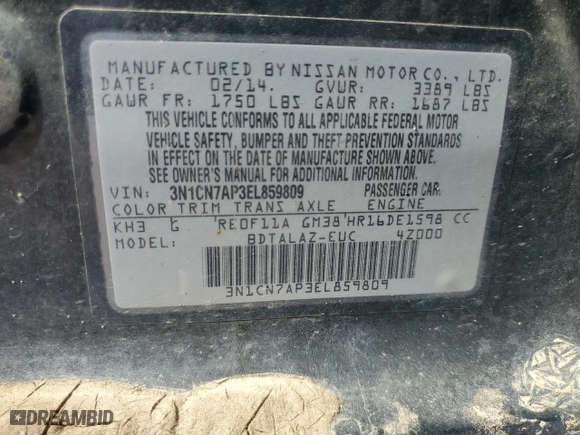 MANUFACTURED BY NISSAN MOTOR CO., LTD.
DATE: 02/14. GVWR: 3389 LBS
GAWR FR: 1750 LBS GAWR RR: 1687 LBS
THIS VEHICLE CONFORMS TO ALL APPLICABLE FEDERAL MOTOR
VEHICLE SAFETY, BUMPER AND THEFT PREVENTION STANDARDS
IN EFFECT ON THE DATE OF MANUFACTURE SHOWN ABOVE.
SEE OWNER'S MANUAL FOR ADDITIONAL INFORMATION.
VIN: 3N1CN7AP3EL859809 PASSENGER CAR.
COLOR TRIM TRANS AXLE ENGINE
KH3 G RE0F11A GM38 HR16DE1598 CC
MODEL: BDTALAZ-EUC 4Z000
3N1CN7AP3EL859809
DREAMBID